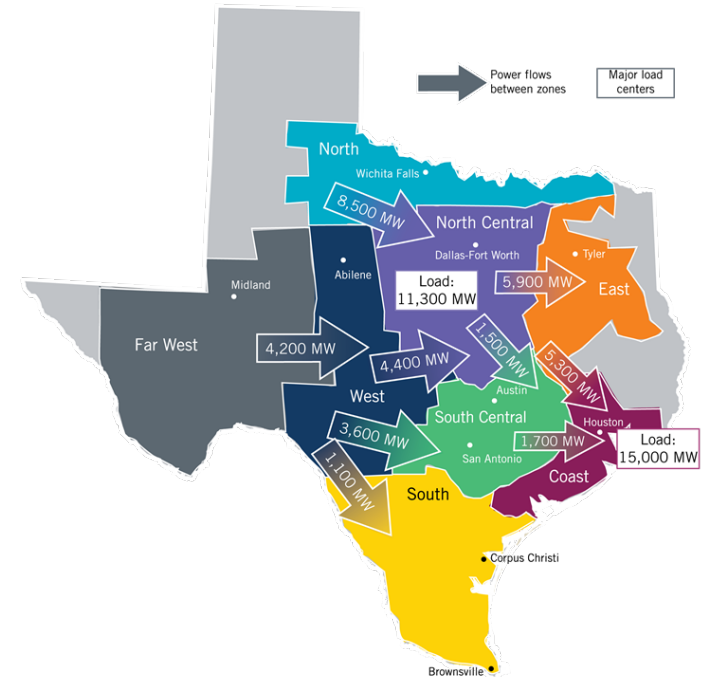 Power flows
between zones
Major load
centers
North
Wichita Falls
8,500 MW
North Central
Dallas-Fort Worth
Tyler
Abilene
Midland
Load:
11,300 MW
5,900 MW
East
Far West
4,200 MW
4,400 MW
1,500 MW
5,300 MW
West
Austin
South Central
Houston
3,600 MW
1,700 MW
Load:
15,000 MW
San Antonio
1,100 MW
Coast
South
Corpus Christi
Brownsville